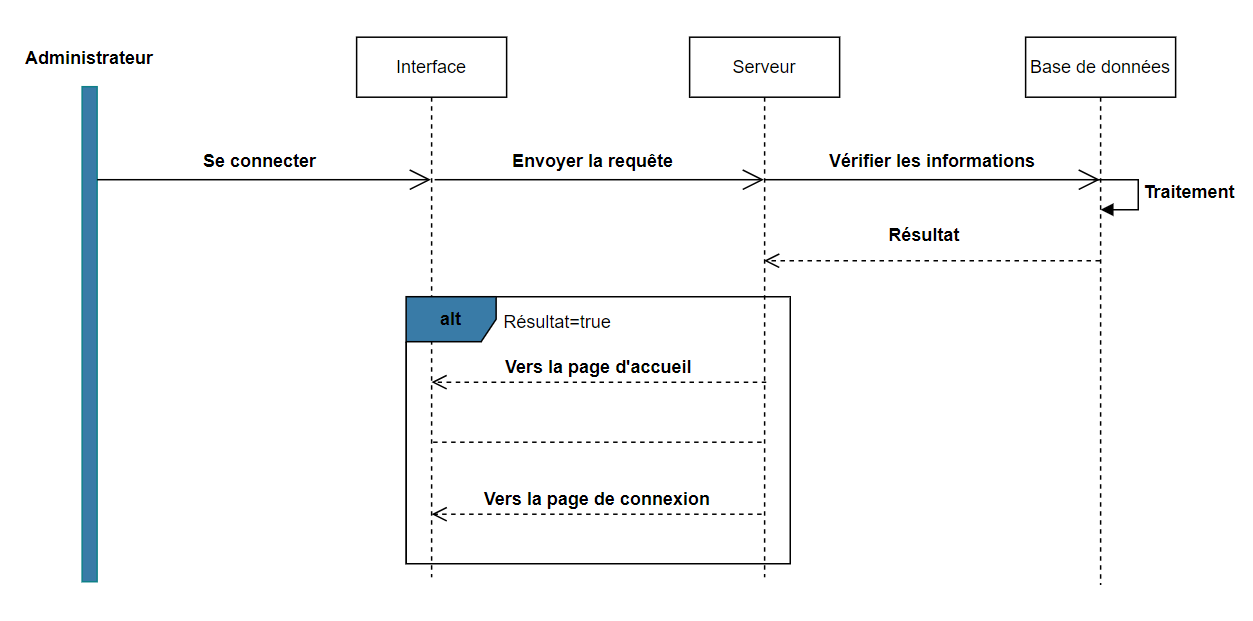 Administrateur
Interface
Serveur
Base de données
Se connecter
Envoyer la requête
Vérifier les informations
Traitement
Résultat
alt
Résultat=true
Vers la page d'accueil
Vers la page de connexion